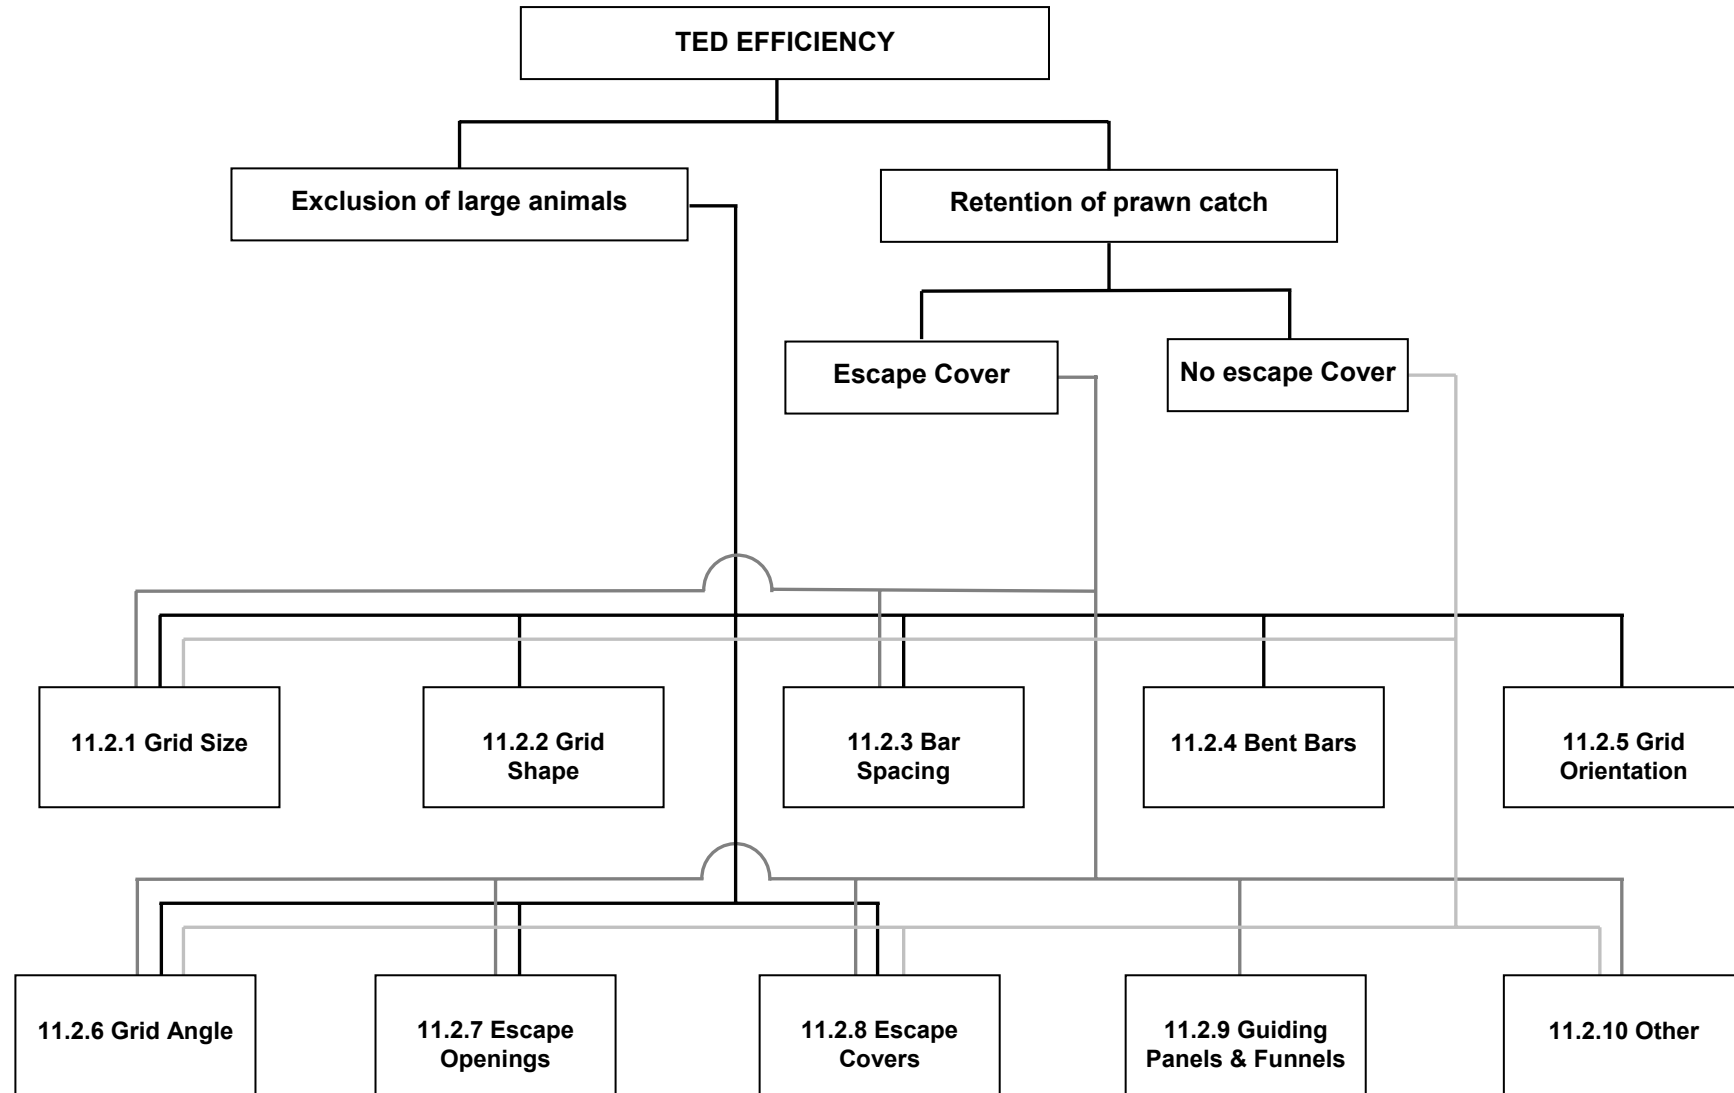 TED EFFICIENCY
Exclusion of large animals
Retention of prawn catch
Escape Cover
No escape Cover
11.2.1 Grid Size
11.2.2 Grid
Shape
11.2.3 Bar
Spacing
11.2.4 Bent Bars
11.2.5 Grid
Orientation
11.2.6 Grid Angle
11.2.7 Escape
Openings
11.2.8 Escape
Covers
11.2.9 Guiding
Panels & Funnels
11.2.10 Other